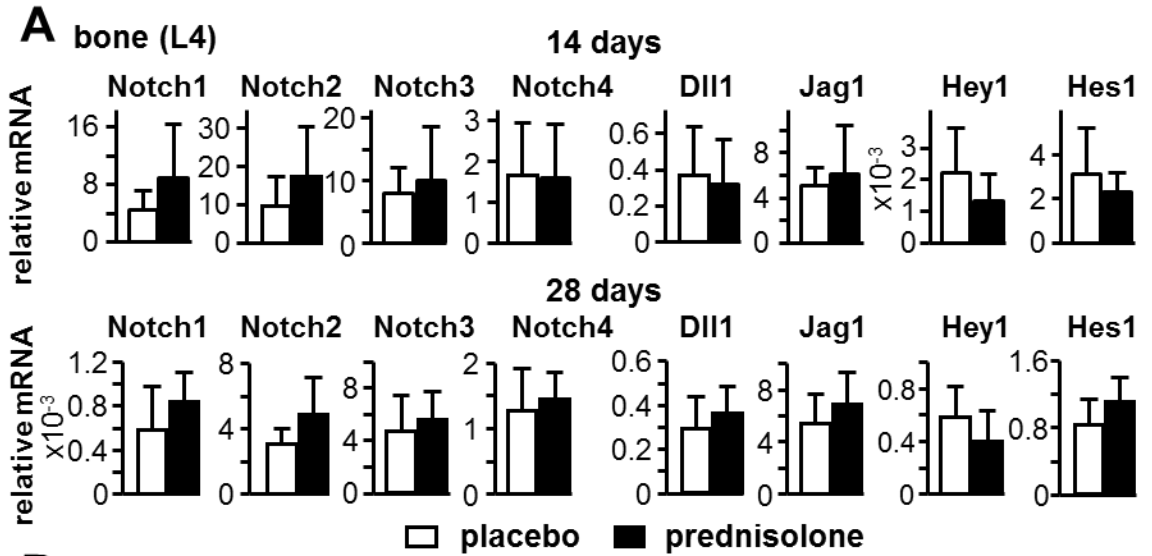 A bone (L4)
14 days
Notch1 Notch2 Notch3 Notch4 Dll1 Jag1 Hey1 Hes1
relative mRNA
16 8 0
30 20 10 0
20 10 0
3 2 1 0
0.6 0.4 0.2 0
8 4 0
x10-3
3 2 1 0
4 2 0
28 days
Notch1 Notch2 Notch3 Notch4 Dll1 Jag1 Hey1 Hes1
relative mRNA
x10-3
1.2 0.8 0.4 0
8 4 0
8 4 0
2 1 0
0.6 0.4 0.2 0
8 4 0
0.8 0.4 0
1.6 0.8 0
placebo prednisolone